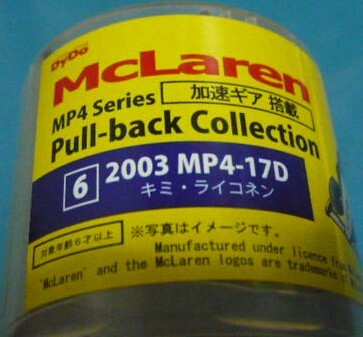 DyDo
McLaren
MP4 Series 加速ギア 搭載
Pull-back Collection
6 2003 MP4-17D
キミ・ライコネン
対象年齢6才以上 ※写真はイメージです。
Manufactured under licence from
"McLaren" and the McLaren logos are trademarks